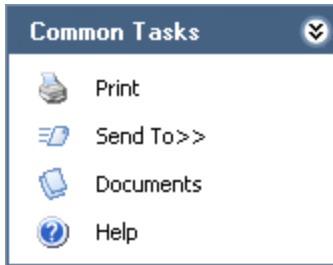 Common Tasks
Print
Send To>>
Documents
Help